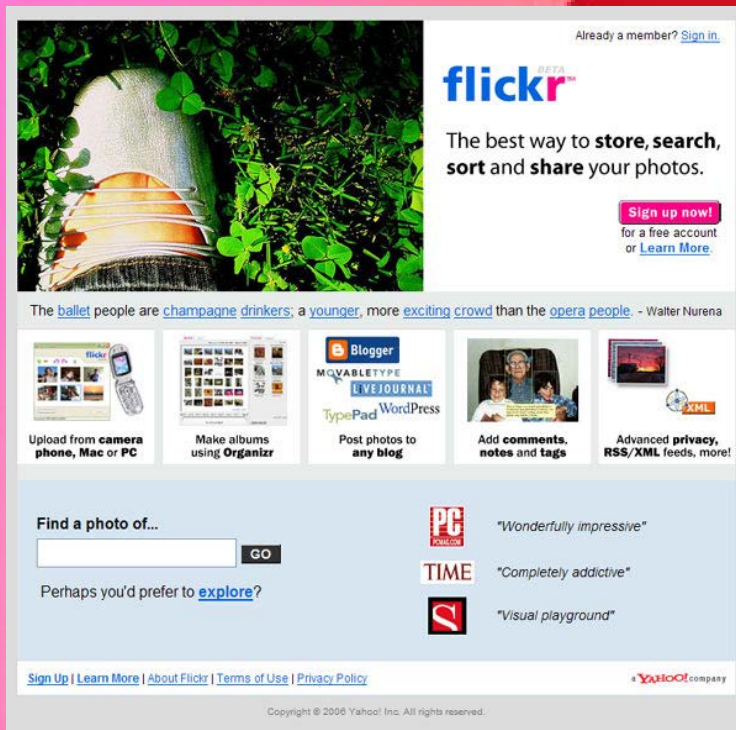 Already a member? Sign in.
flickr BETA ™
The best way to store, search,
sort and share your photos.
Sign up now!
for a free account
or Learn More.
The ballet people are champagne drinkers; a younger, more exciting crowd than the opera people. - Walter Nurena
flickr
Blogger
MOVABLETYPE
LIVEJOURNAL
TypePad WordPress
XML
Upload from camera
phone, Mac or PC
Make albums
using Organizr
Post photos to
any blog
Add comments,
notes and tags
Advanced privacy,
RSS/XML feeds, more!
Find a photo of...
GO
Perhaps you'd prefer to explore?
PC
PCMAG.COM
"Wonderfully impressive"
TIME
"Completely addictive"
S
"Visual playground"
Sign Up | Learn More | About Flickr | Terms of Use | Privacy Policy
a YAHOO! company
Copyright © 2006 Yahoo! Inc. All rights reserved.